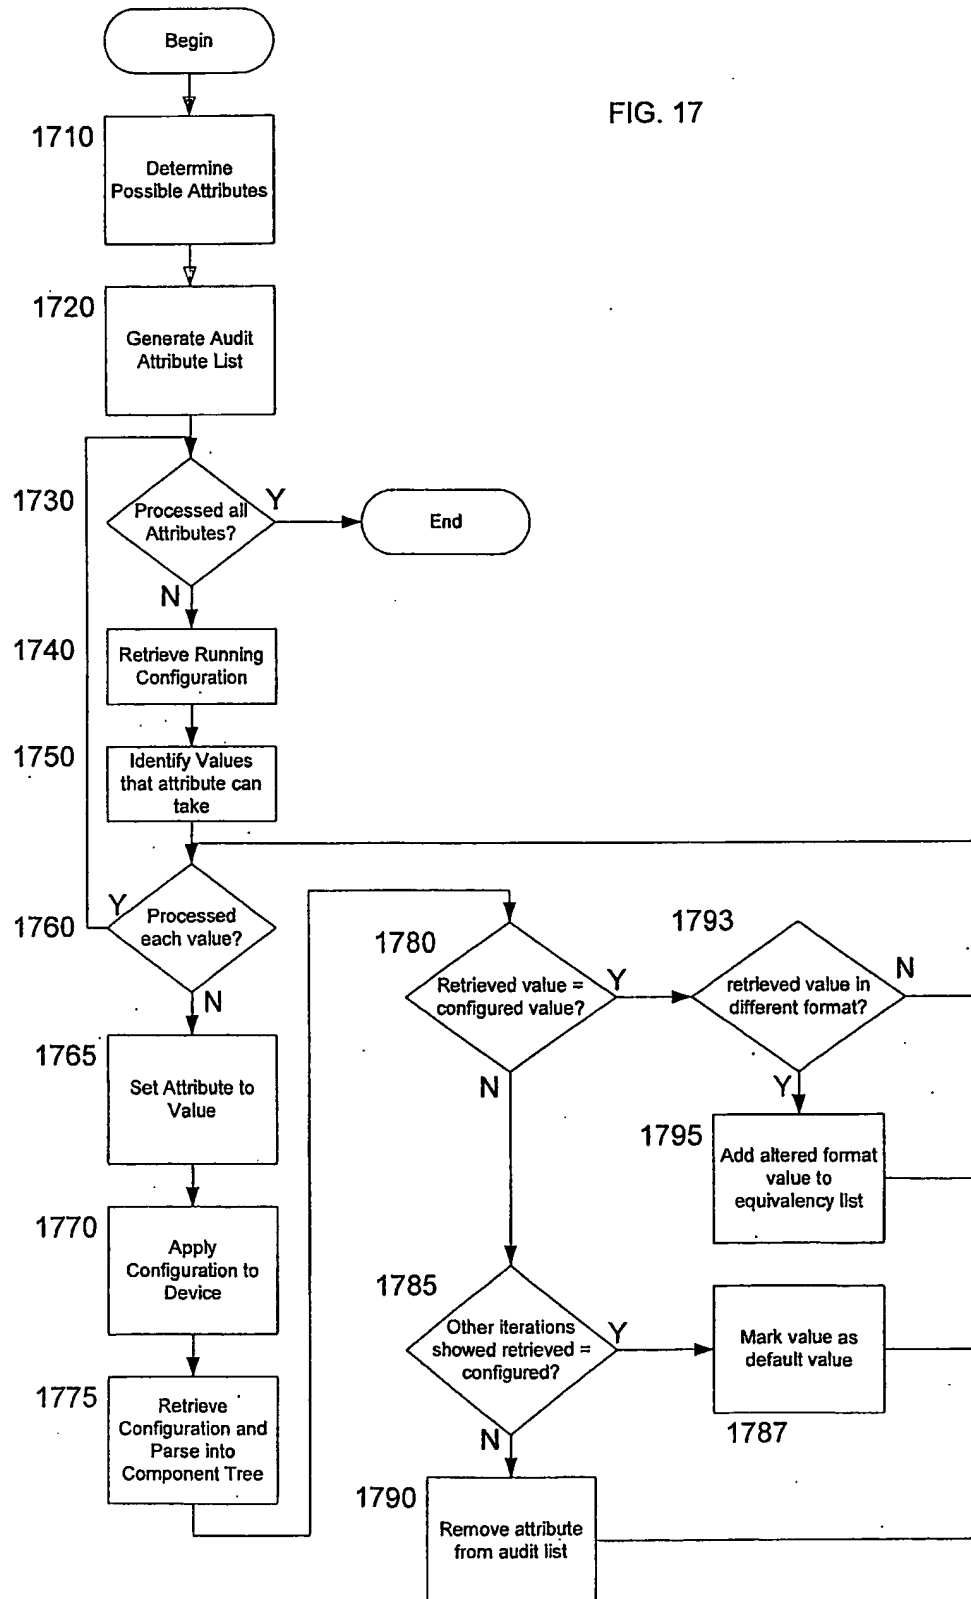 Begin
FIG. 17
1710
Determine
Possible Attributes
1720
Generate Audit
Attribute List
1730
Processed all
Attributes?
Y
End
N
1740
Retrieve Running
Configuration
1750
Identify Values
that attribute can
take
1760
Y
Processed
each value?
N
1765
Set Attribute to
Value
1770
Apply
Configuration to
Device
1775
Retrieve
Configuration and
Parse into
Component Tree
1780
Retrieved value =
configured value?
Y
N
1793
retrieved value in
different format?
N
Y
1795
Add altered format
value to
equivalency list
1785
Other iterations
showed retrieved =
configured?
Y
N
Mark value as
default value
1787
1790
Remove attribute
from audit list